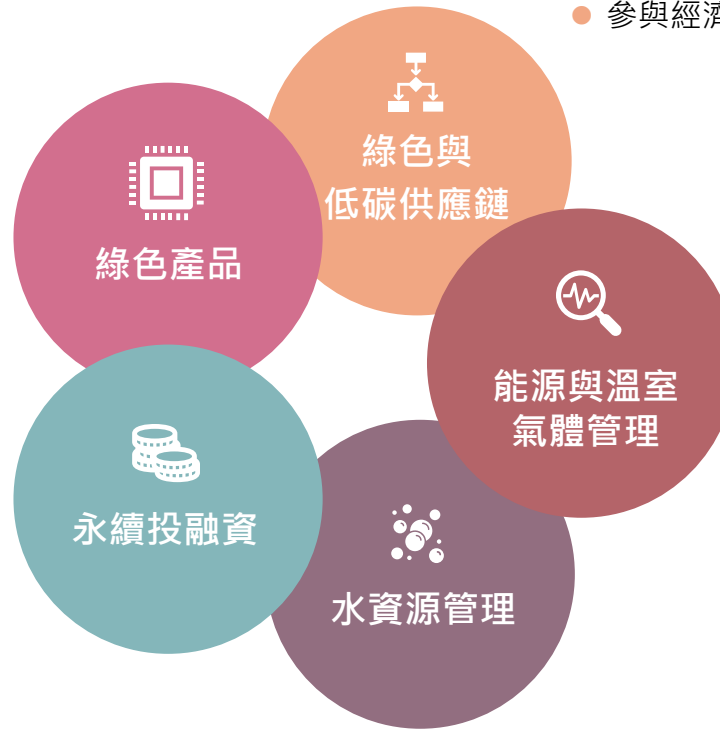 參與經濟
綠色與
低碳供應鏈
綠色產品
能源與溫室
氣體管理
永續投融資
水資源管理